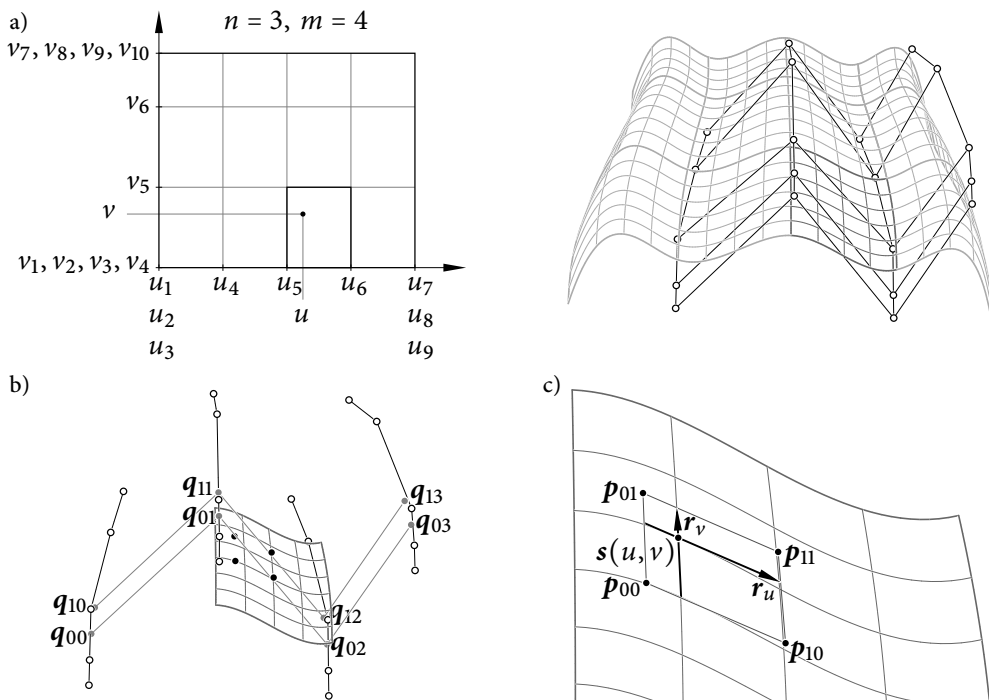 a)
n = 3, m = 4
v7, v8, v9, v10
v6
v5
v
v1, v2, v3, v4
u1 u4 u5 u6 u7
u2 u u8
u3 u9
b)
q11
q01
q13
q03
q10
q00
q12
q02
c)
p01
rv
s(u, v)
p11
p00
ru
p10